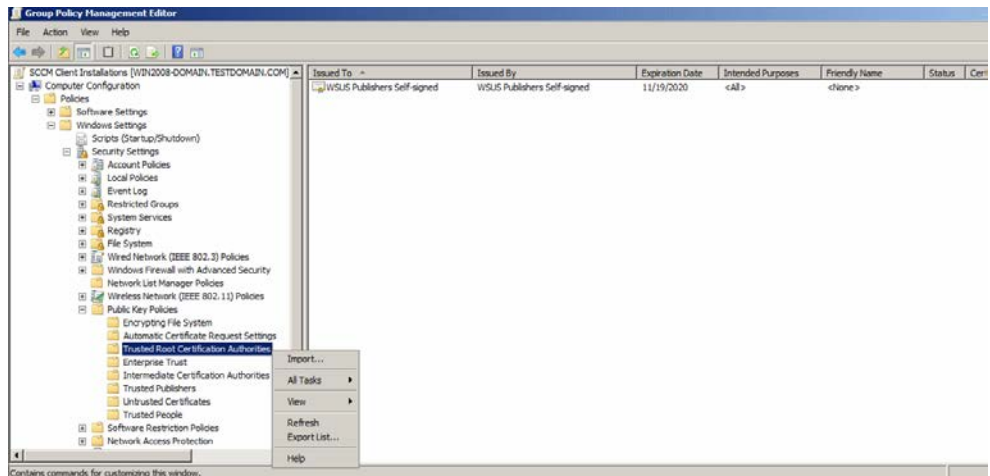 Group Policy Management Editor
File Action View Help
SCCM Client Installations [WIN2008-DOMAIN.TESTDOMAIN.COM]
Computer Configuration
Policies
Software Settings
Windows Settings
Scripts (Startup/Shutdown)
Security Settings
Account Policies
Local Policies
Event Log
Restricted Groups
System Services
Registry
File System
Wired Network (IEEE 802.3) Policies
Windows Firewall with Advanced Security
Network List Manager Policies
Wireless Network (IEEE 802.11) Policies
Public Key Policies
Encrypting File System
Automatic Certificate Request Settings
Trusted Root Certification Authorities
Enterprise Trust
Intermediate Certification Authorities
Trusted Publishers
Untrusted Certificates
Trusted People
Software Restriction Policies
Network Access Protection
Issued To Issued By Expiration Date Intended Purposes Friendly Name Status
WSUS Publishers Self-signed WSUS Publishers Self-signed 11/19/2020 <All> <None>
Import...
All Tasks
View
Refresh
Export List...
Help
Contains commands for customizing this window.